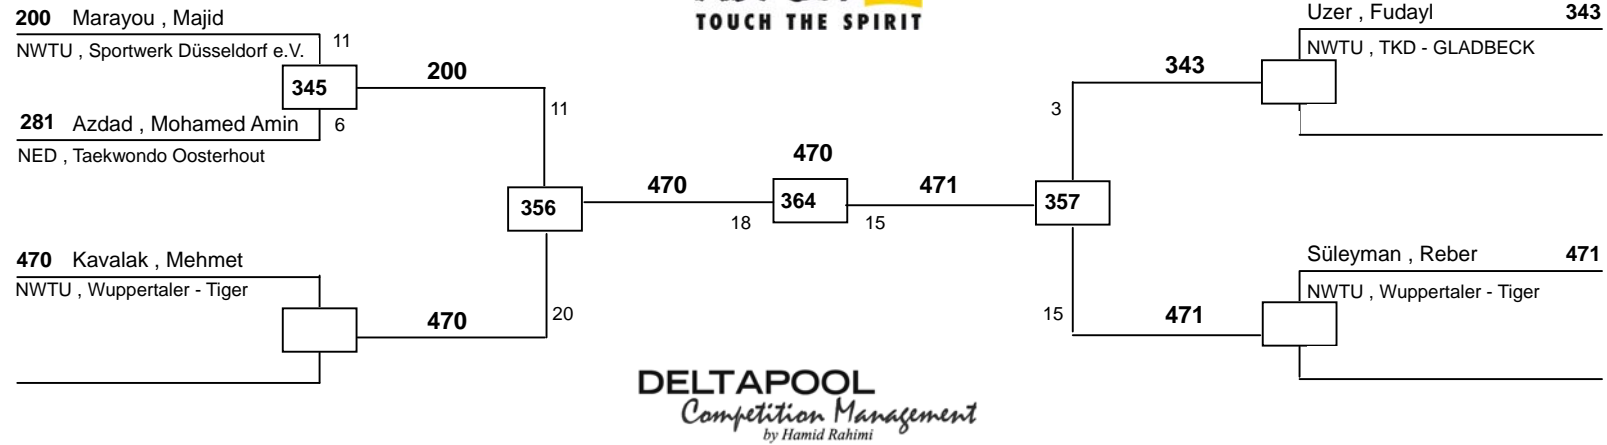 TOUCH THE SPIRIT
200 Marayou , Majid
11
NWTU , Sportwerk Düsseldorf e.V.
345
200
281 Azdad , Mohamed Amin
6
NED , Taekwondo Oosterhout
11
356
470
18
470
364
471
15
357
470 Kavalak , Mehmet
NWTU , Wuppertaler - Tiger
470
20
Uzer , Fudayl 343
NWTU , TKD - GLADBECK
343
3
Süleyman , Reber 471
NWTU , Wuppertaler - Tiger
15
471
DELTAPOOL
Competition Management
by Hamid Rahimi